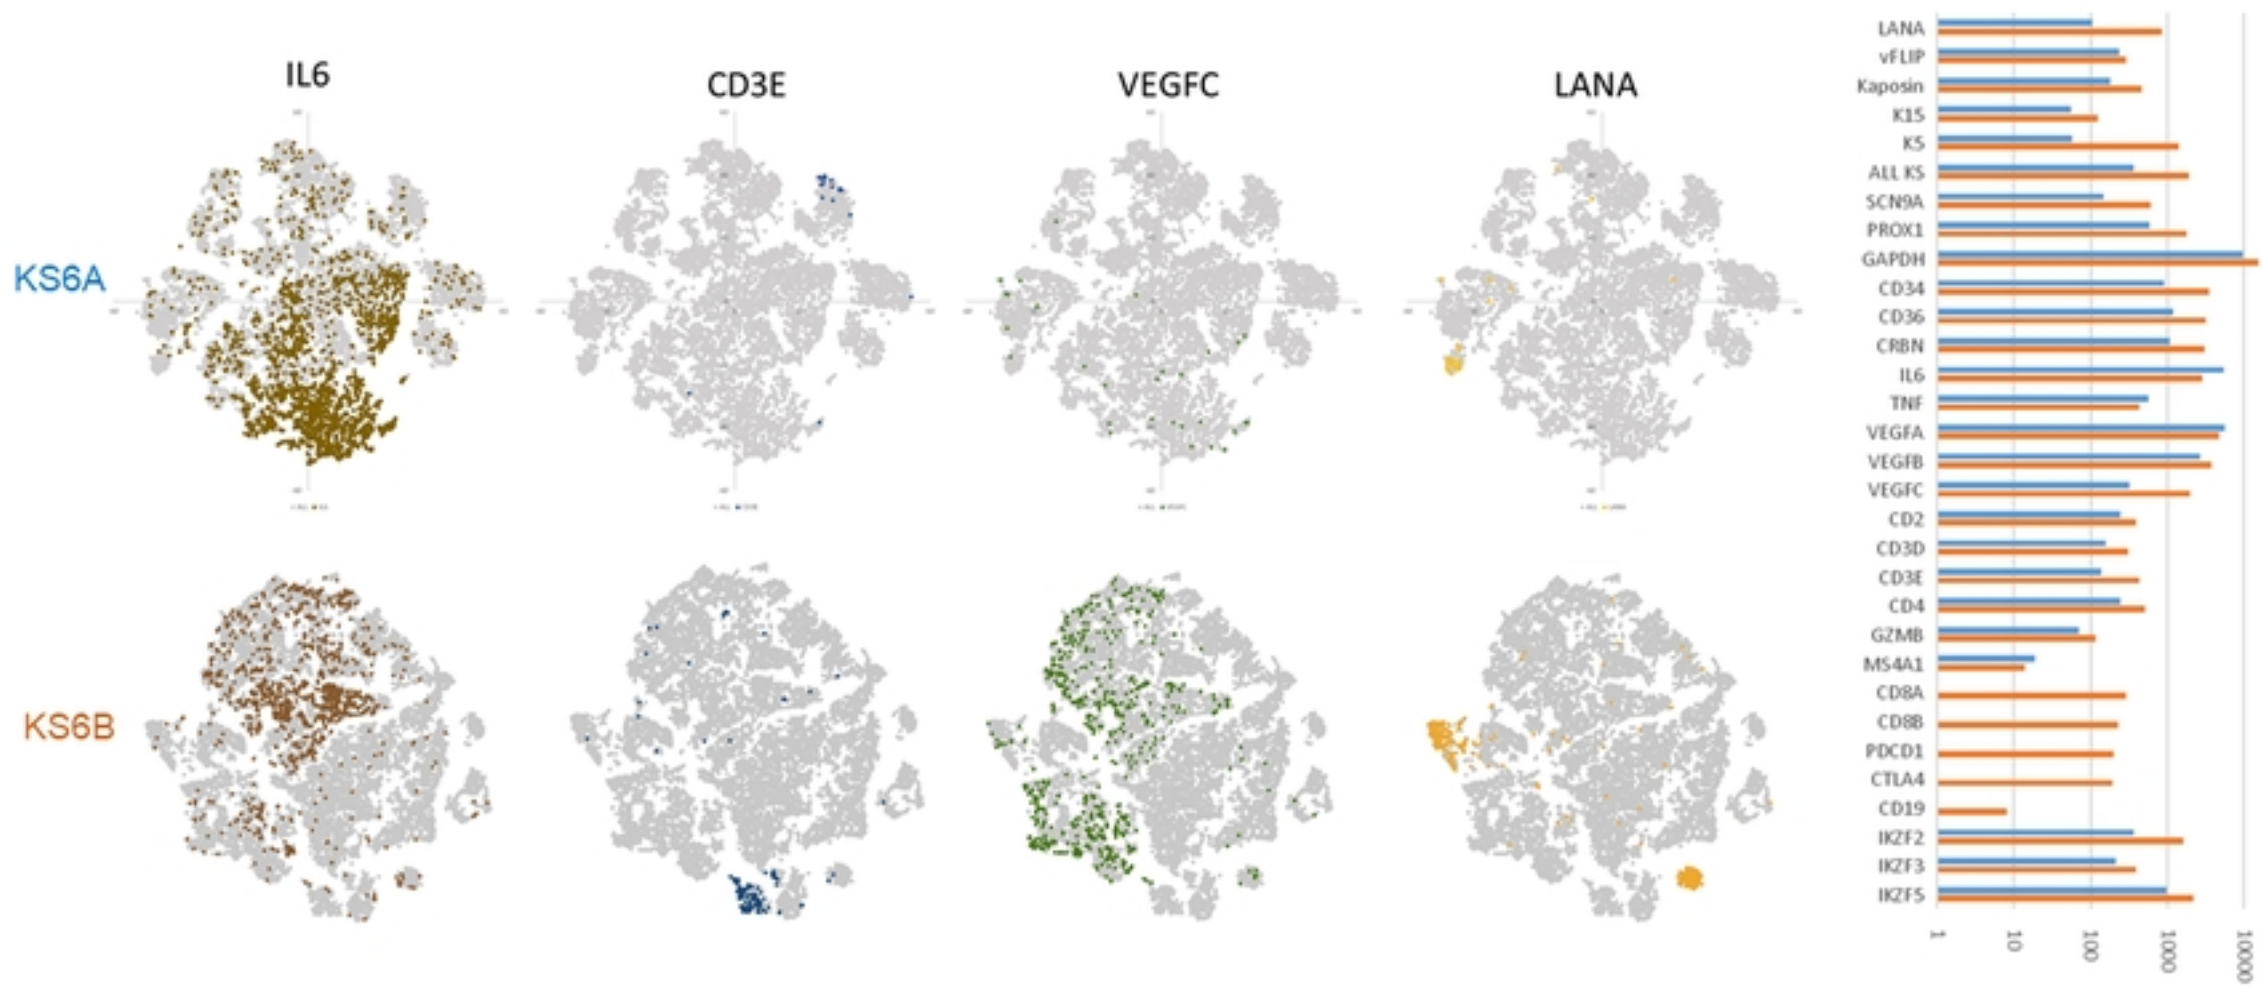 IL6
CD3E
VEGFC
LANA
KS6A
KS6B
LANA
vFLIP
Kaposin
K15
K5
ALL KS
SCN9A
PROX1
GAPDH
CD34
CD36
CRBN
IL6
TNF
VEGFA
VEGFB
VEGFC
CD2
CD3D
CD3E
CD4
GZMB
MS4A1
CD8A
CD8B
PDCD1
CTLA4
CD19
IKZF2
IKZF3
IKZF5
1
10
100
1000
10000